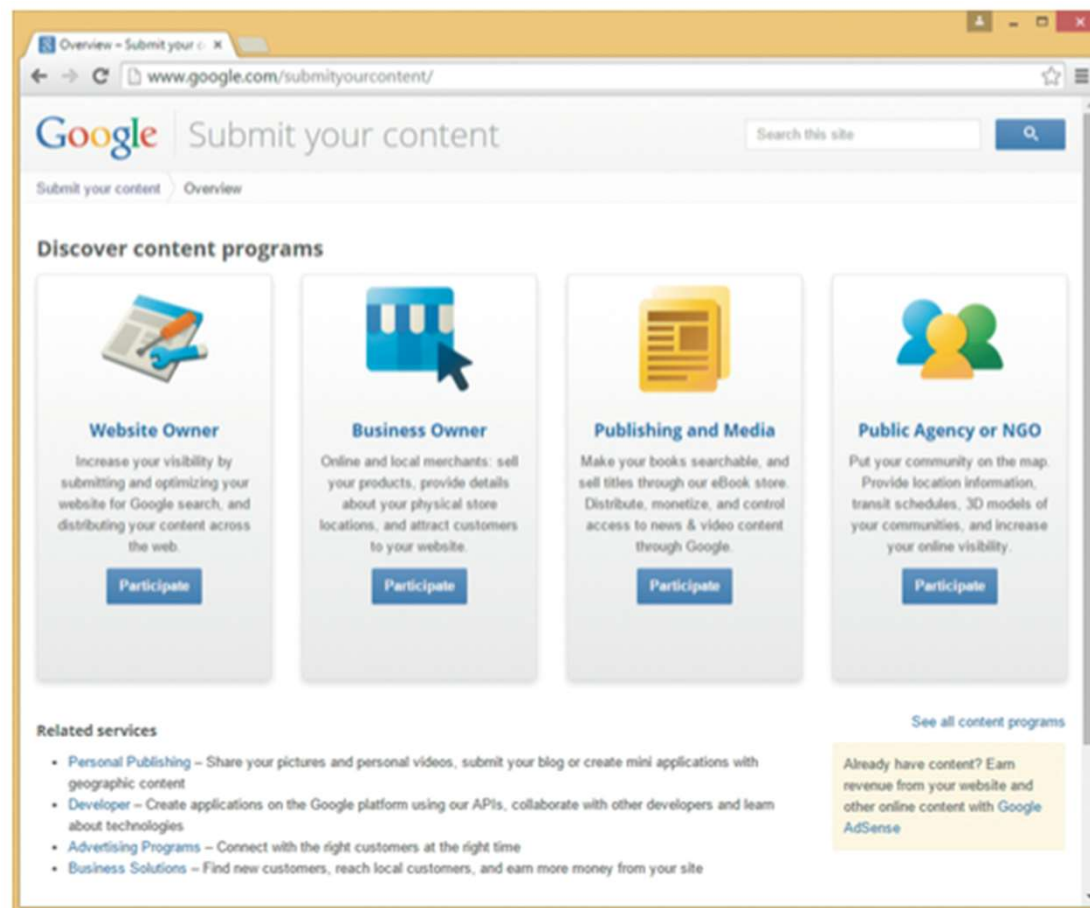 Overview – Submit your c
www.google.com/submityourcontent/
Google Submit your content
Search this site
Submit your content Overview
Discover content programs
Website Owner
Increase your visibility by
submitting and optimizing your
website for Google search, and
distributing your content across
the web.
Participate
Business Owner
Online and local merchants: sell
your products, provide details
about your physical store
locations, and attract customers
to your website.
Participate
Publishing and Media
Make your books searchable, and
sell titles through our eBook store.
Distribute, monetize, and control
access to news & video content
through Google.
Participate
Public Agency or NGO
Put your community on the map.
Provide location information,
transit schedules, 3D models of
your communities, and increase
your online visibility.
Participate
Related services
• Personal Publishing – Share your pictures and personal videos, submit your blog or create mini applications with
geographic content
• Developer – Create applications on the Google platform using our APIs, collaborate with other developers and learn
about technologies
• Advertising Programs – Connect with the right customers at the right time
• Business Solutions – Find new customers, reach local customers, and earn more money from your site
See all content programs
Already have content? Earn
revenue from your website and
other online content with Google
AdSense